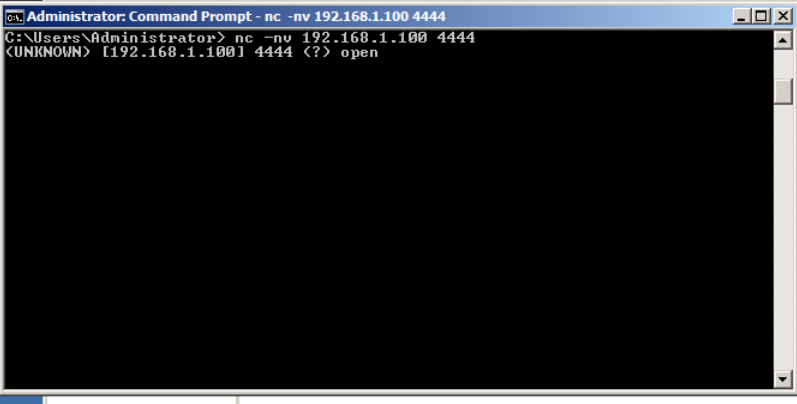 Administrator: Command Prompt - nc -nv 192.168.1.100 4444
C:\Users\Administrator> nc -nv 192.168.1.100 4444
(UNKNOWN) [192.168.1.100] 4444 (?) open